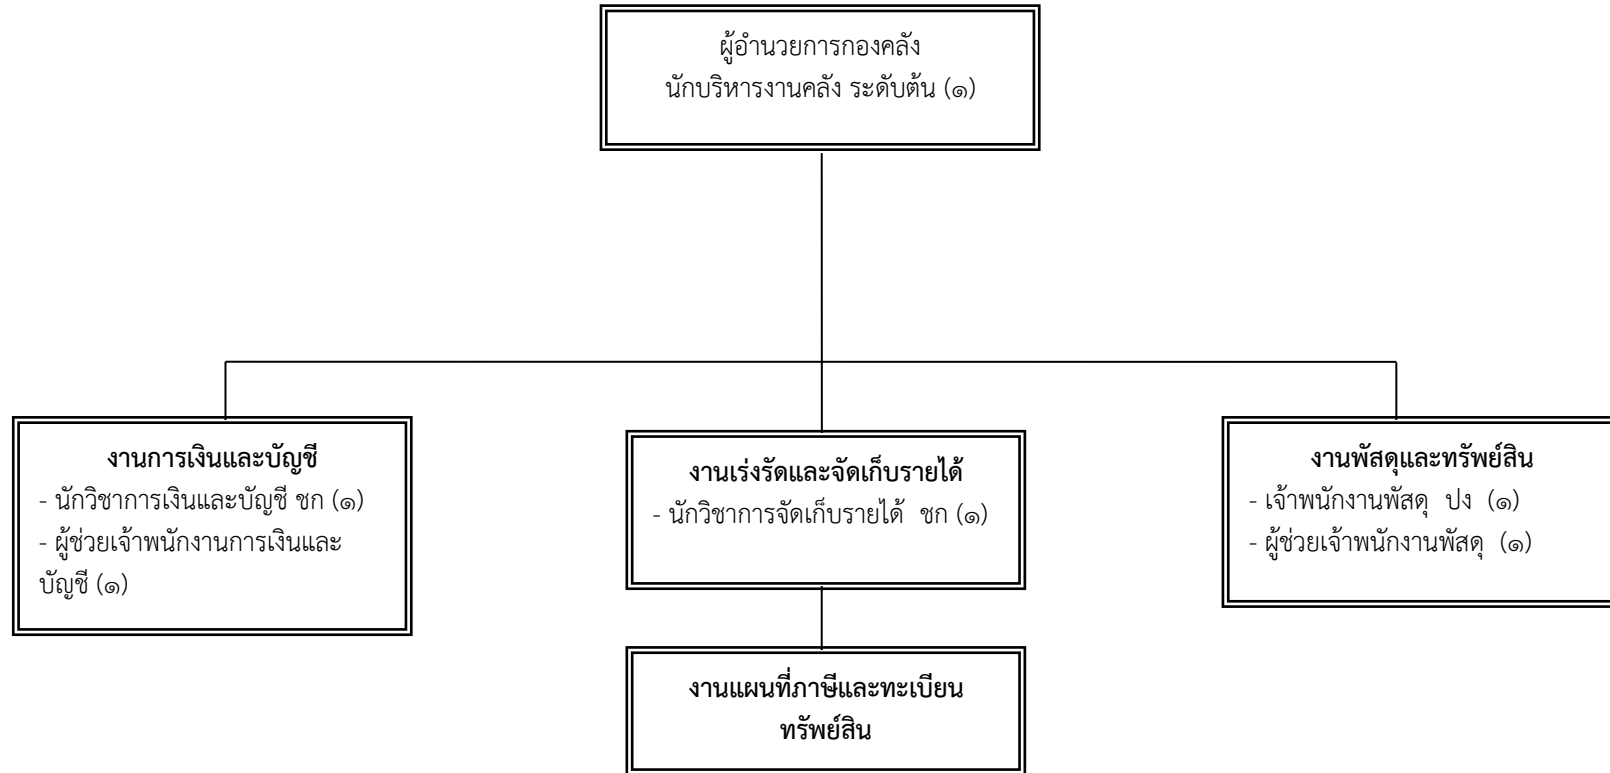 ผู้อำนวยการกองคลัง
นักบริหารงานคลัง ระดับต้น (๑)
งานการเงินและบัญชี
- นักวิชาการเงินและบัญชี ชก (๑)
- ผู้ช่วยเจ้าพนักงานการเงินและ
บัญชี (๑)
งานเร่งรัดและจัดเก็บรายได้
- นักวิชาการจัดเก็บรายได้ ชก (๑)
งานพัสดุและทรัพย์สิน
- เจ้าพนักงานพัสดุ ปง (๑)
- ผู้ช่วยเจ้าพนักงานพัสดุ (๑)
งานแผนที่ภาษีและทะเบียน
ทรัพย์สิน